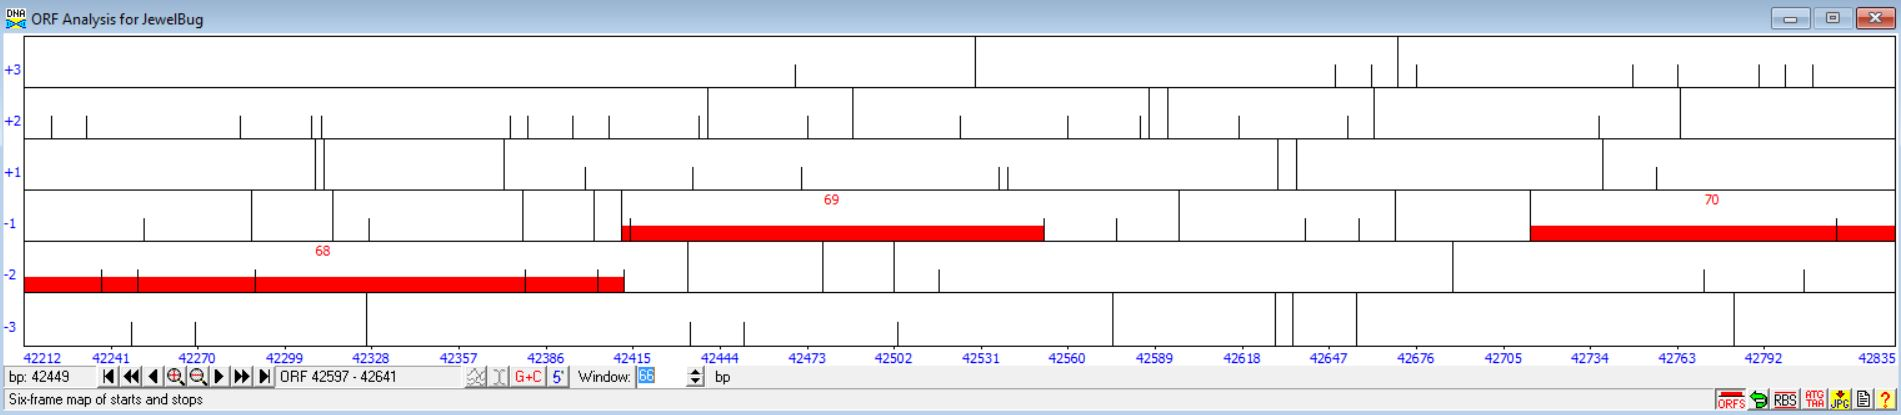 DNA ORF Analysis for JewelBug
+3
+2
+1
69
70
-1
68
-2
-3
42212 42241 42270 42299 42328 42357 42386 42415 42444 42473 42502 42531 42560 42589 42618 42647 42676 42705 42734 42763 42792 42835
bp: 42449 ORF 42597 - 42641 G+C 5' Window: 66 bp
Six-frame map of starts and stops ORFS RBS ATG TAA JPG ?